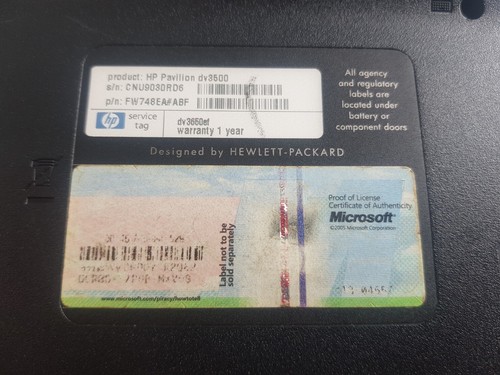 product: HP Pavilion dv3500
s/n: CNU903DRD6
p/n: FW748EA#ABF
hp
service
tag
dv3650ef
warranty 1 year
All agency
and regulatory
labels are
located under
battery or
component doors
Designed by HEWLETT-PACKARD
Label not to be
sold separately
www.microsoft.com/piracy/howtotell
Proof of License
Certificate of Authenticity
Microsoft
©2005 Microsoft Corporation